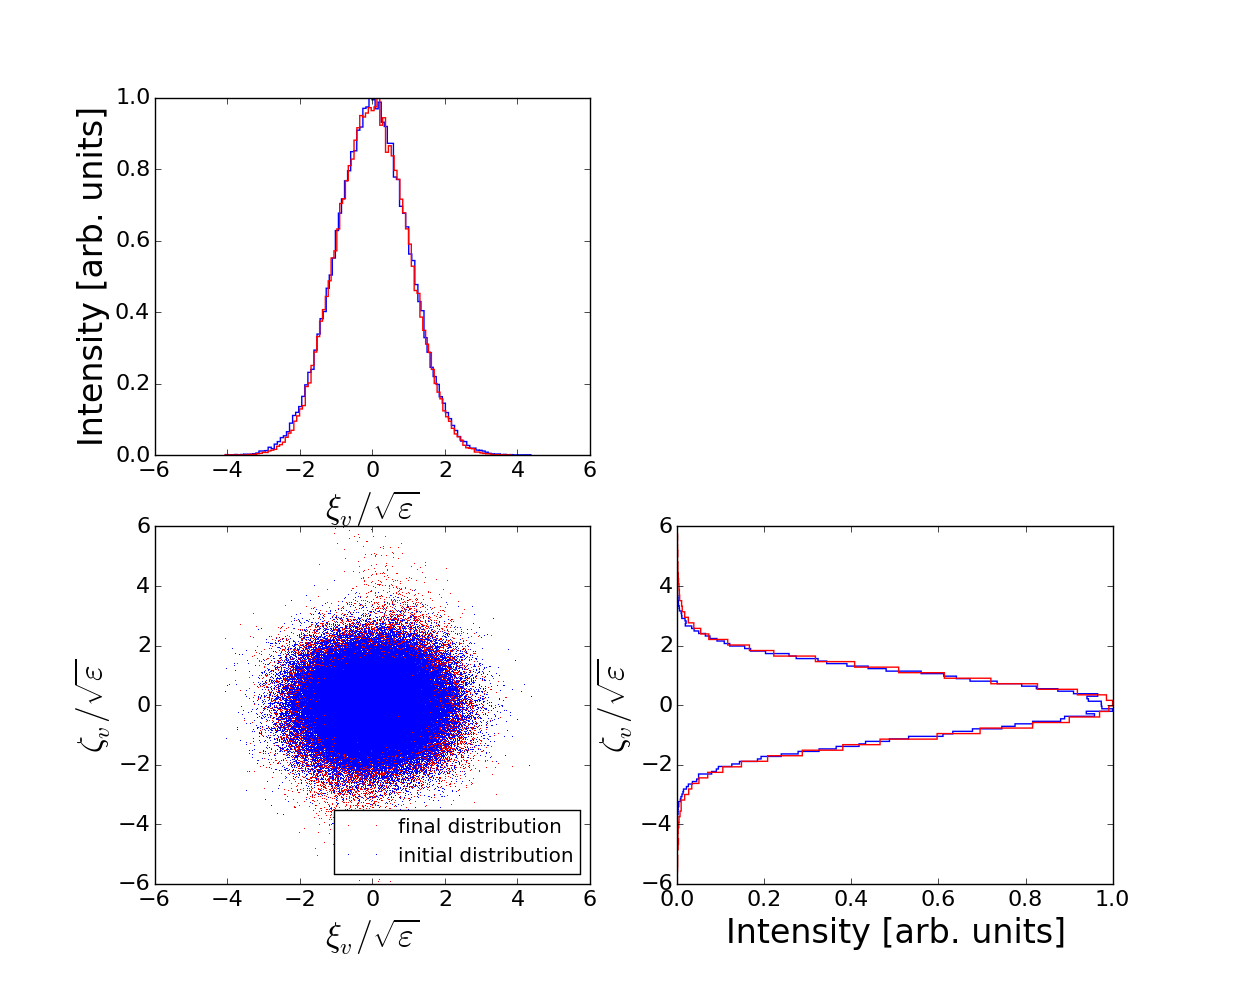 Intensity [arb. units]
1.0
0.8
0.6
0.4
0.2
0.0
−6 −4 −2 0 2 4 6
ξv/√ε
ζv/√ε
6
4
2
0
−2
−4
−6
final distribution
initial distribution
−6 −4 −2 0 2 4 6
ξv/√ε
ζv/√ε
6
4
2
0
−2
−4
−6
0.0 0.2 0.4 0.6 0.8 1.0
Intensity [arb. units]